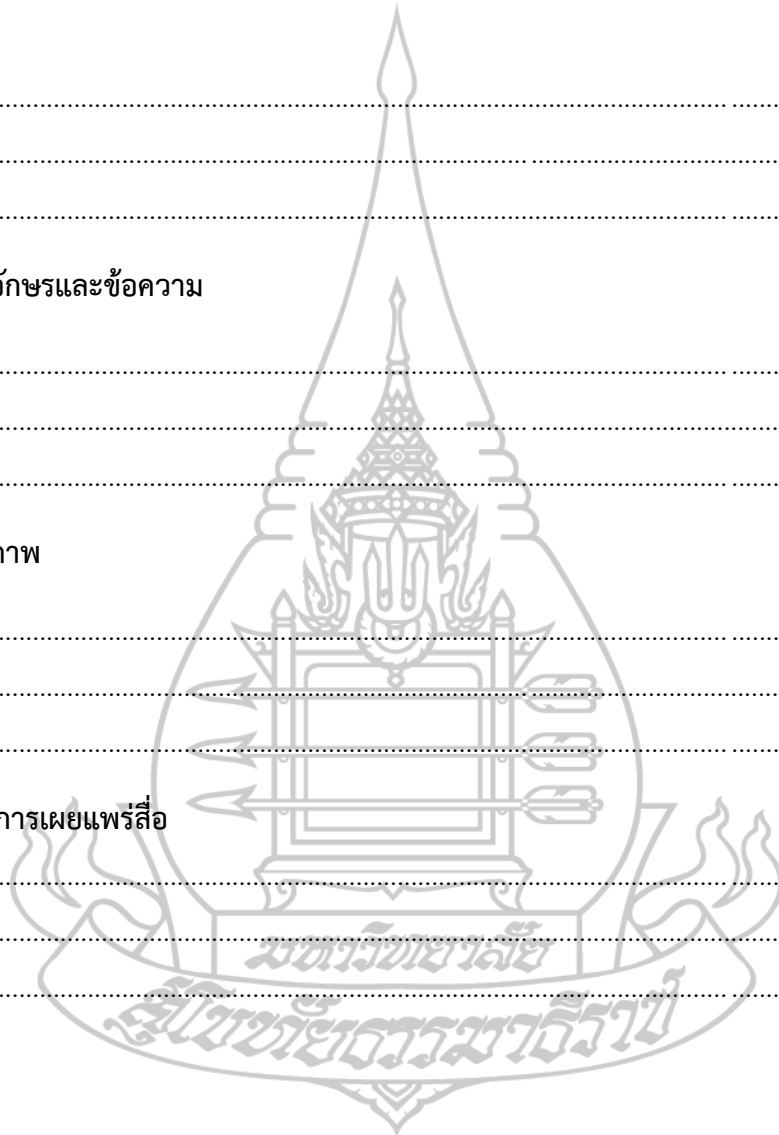 อักษรและข้อความ
ภาพ
การเผยแพร่สื่อ
มหาวิทยาลัย
สุโขทัยธรรมาธิราช